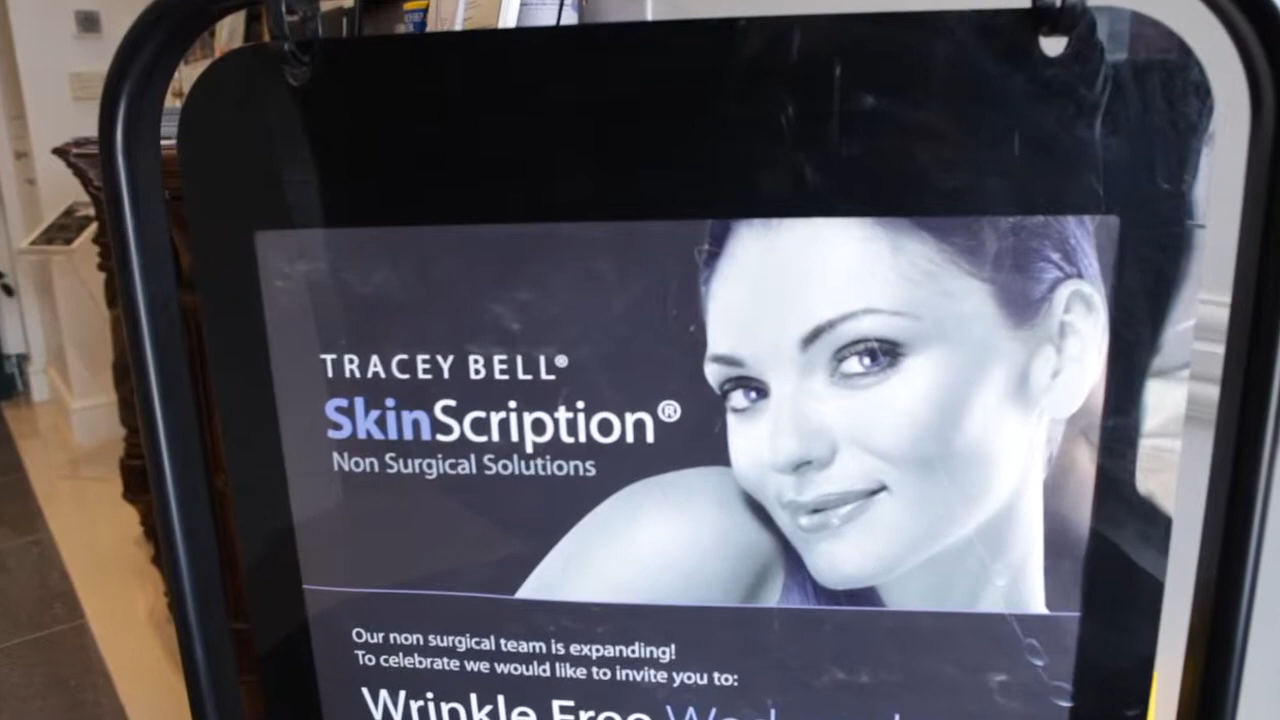 TRACEY BELL®
SkinScription®
Non Surgical Solutions
Our non surgical team is expanding!
To celebrate we would like to invite you to:
Wrinkle Free